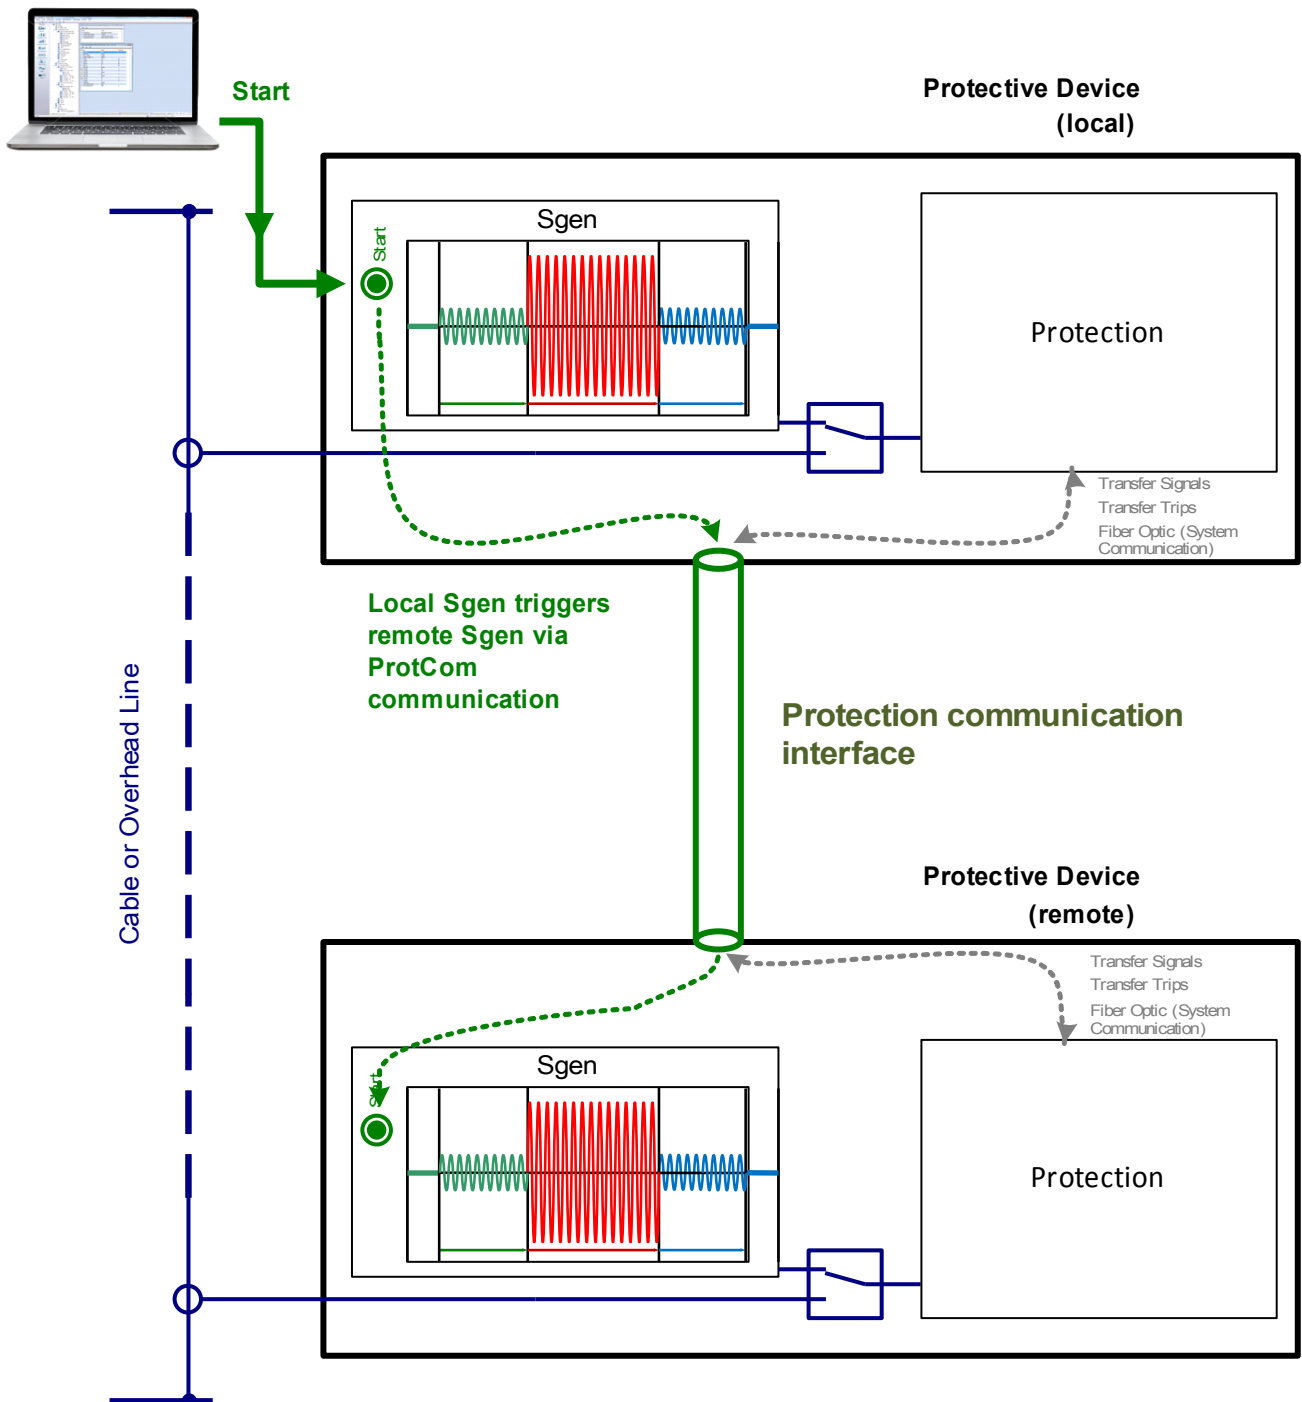 Start
Protective Device
(local)
Sgen
Start
Protection
Transfer Signals
Transfer Trips
Fiber Optic (System
Communication)
Local Sgen triggers
remote Sgen via
ProtCom
communication
Protection communication
interface
Cable or Overhead Line
Protective Device
(remote)
Transfer Signals
Transfer Trips
Fiber Optic (System
Communication)
Sgen
Start
Protection